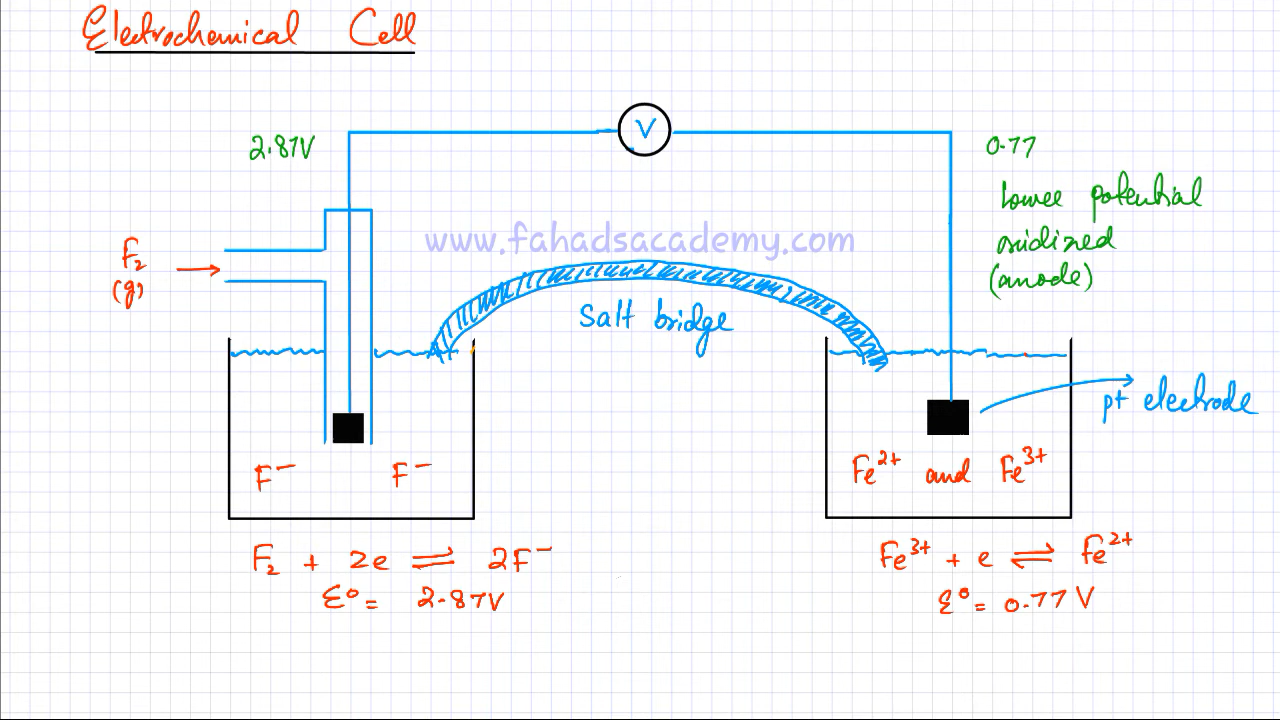 Electrochemical Cell
2.87V
V
0.77
Lower potential
oxidized
(anode)
www.fahadsacademy.com
F₂
(g)
Salt bridge
pt electrode
F⁻ F⁻
Fe²⁺ and Fe³⁺
F₂ + 2e ⇌ 2F⁻
Ɛ° = 2.87V
Fe³⁺ + e ⇌ Fe²⁺
Ɛ° = 0.77 V